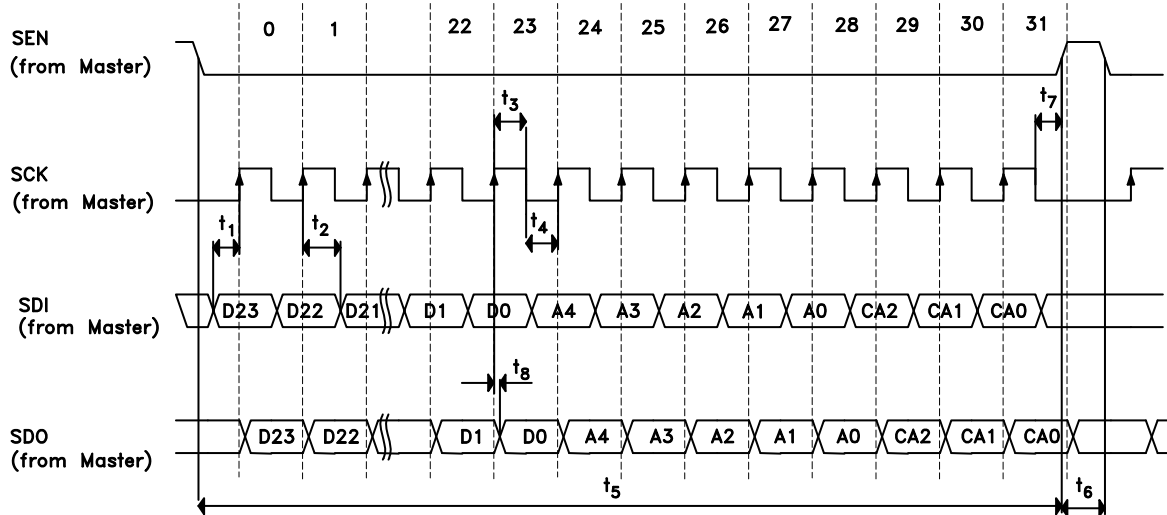 0 1 22 23 24 25 26 27 28 29 30 31
SEN
(from Master)
t3 t7
SCK
(from Master)
t1 t2 t4
SDI
(from Master)
D23 D22 D21 D1 D0 A4 A3 A2 A1 A0 CA2 CA1 CA0
t8
SDO
(from Master)
D23 D22 D1 D0 A4 A3 A2 A1 A0 CA2 CA1 CA0
t5 t6